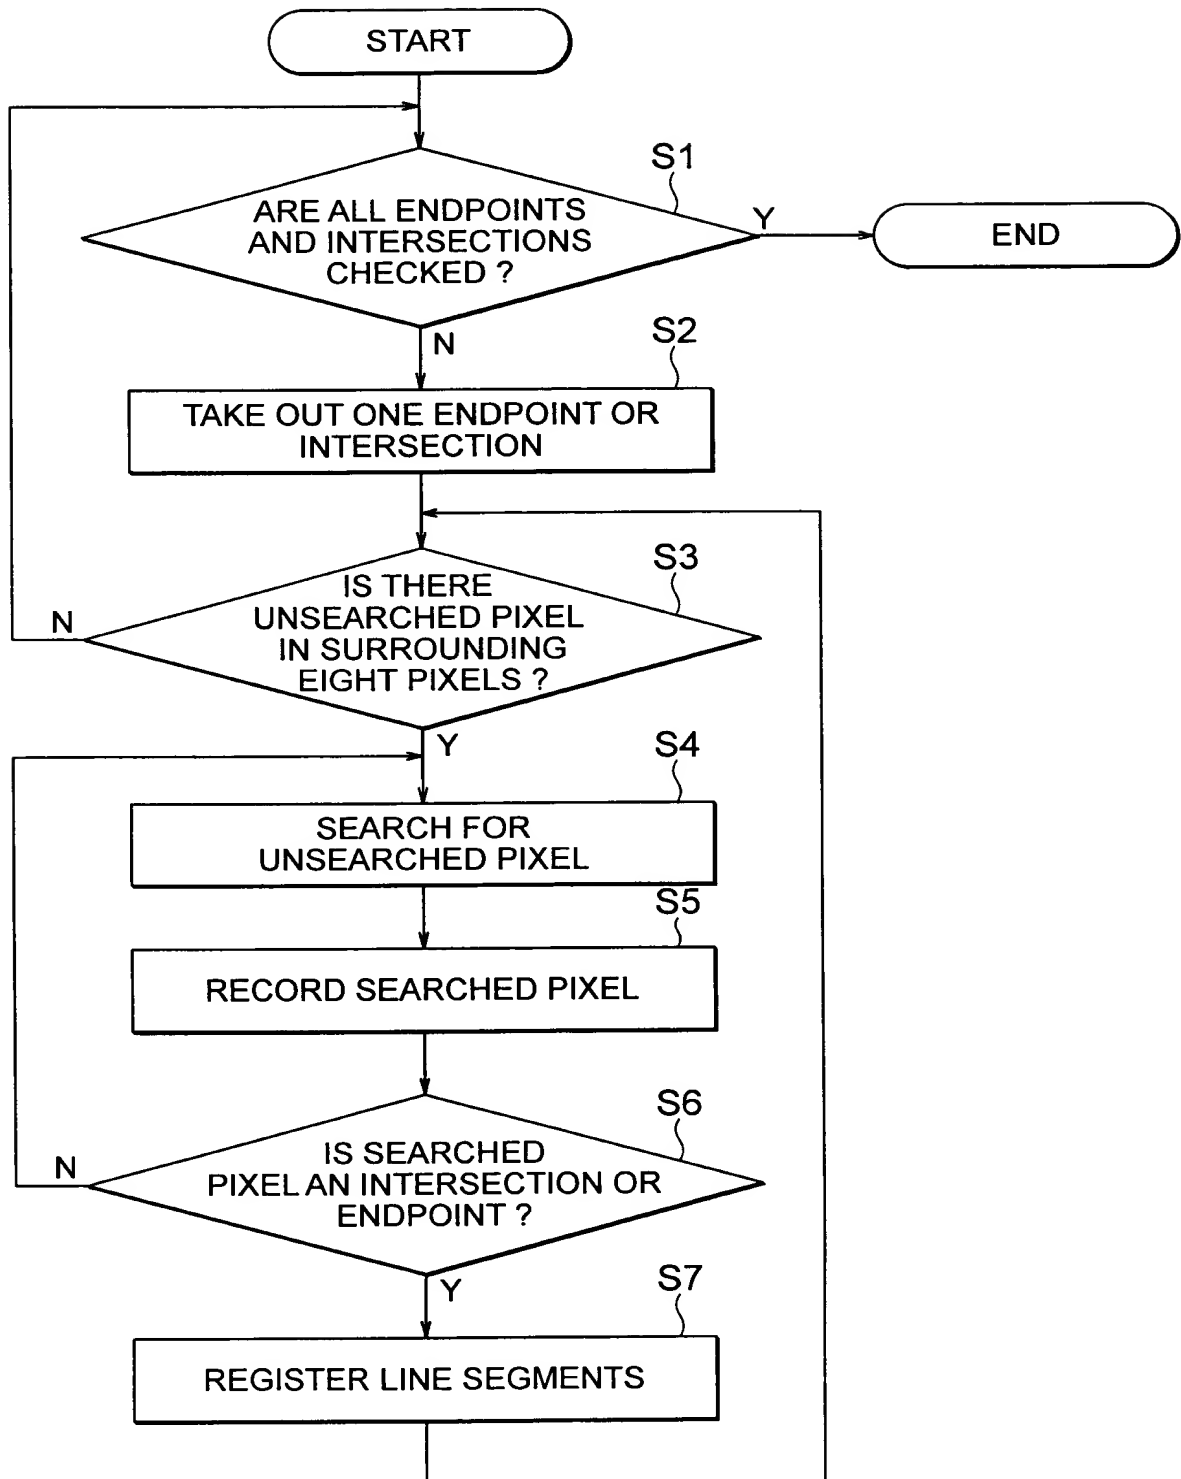 START
S1
ARE ALL ENDPOINTS
AND INTERSECTIONS
CHECKED ?
Y
END
N
S2
TAKE OUT ONE ENDPOINT OR
INTERSECTION
S3
IS THERE
UNSEARCHED PIXEL
IN SURROUNDING
EIGHT PIXELS ?
N
Y
S4
SEARCH FOR
UNSEARCHED PIXEL
S5
RECORD SEARCHED PIXEL
S6
IS SEARCHED
PIXEL AN INTERSECTION OR
ENDPOINT ?
N
Y
S7
REGISTER LINE SEGMENTS